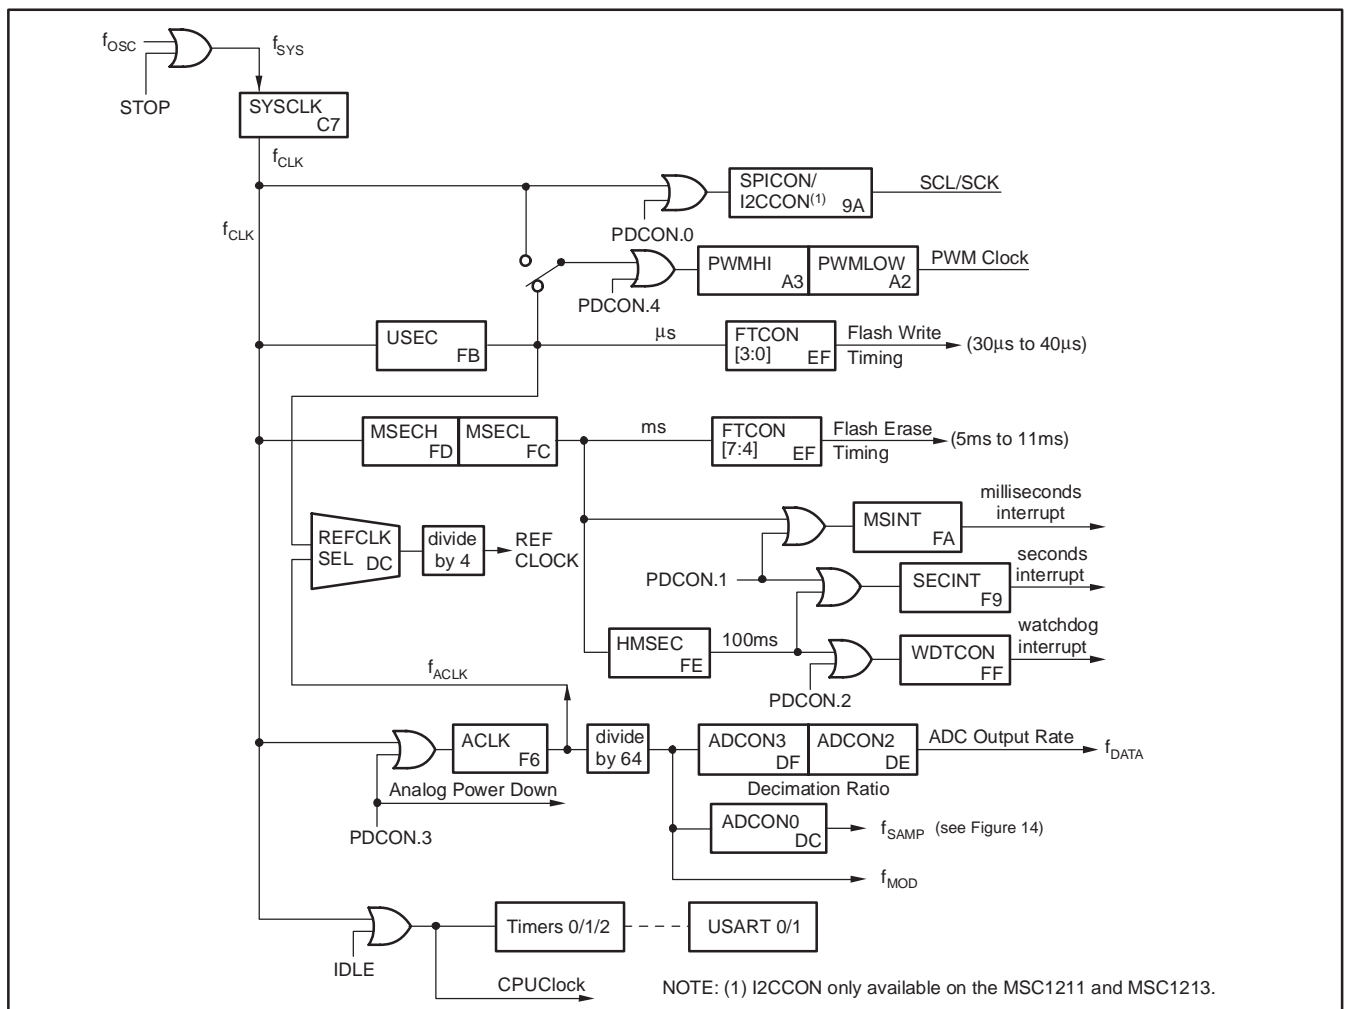 fOSC
fSYS
STOP
SYSCLK
C7
fCLK
SPICON/
I2CCON(1)
9A
SCL/SCK
PDCON.0
fCLK
PWMHI
A3
PWMLOW
A2
PWM Clock
PDCON.4
USEC
FB
μs
FTCON
[3:0]
EF
Flash Write
Timing
(30μs to 40μs)
MSECH
FD
MSECL
FC
ms
FTCON
[7:4]
EF
Flash Erase
Timing
(5ms to 11ms)
milliseconds
interrupt
MSINT
FA
REFCLK
SEL
DC
divide
by 4
REF
CLOCK
PDCON.1
seconds
interrupt
SECINT
F9
HMSEC
FE
100ms
watchdog
interrupt
WDTCON
FF
PDCON.2
fACLK
ACLK
F6
divide
by 64
ADCON3
DF
ADCON2
DE
ADC Output Rate
fDATA
Analog Power Down
Decimation Ratio
PDCON.3
ADCON0
DC
fSAMP (see Figure 14)
fMOD
Timers 0/1/2
USART 0/1
IDLE
CPUClock
NOTE: (1) I2CCON only available on the MSC1211 and MSC1213.